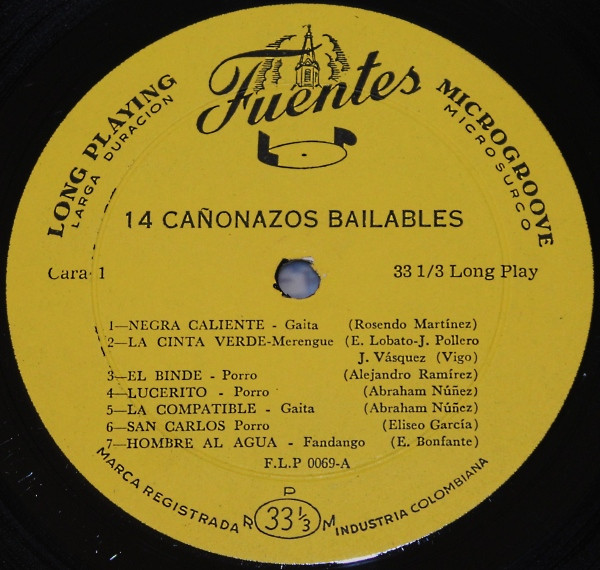 Fuentes
LP
LONG PLAYING
LARGA DURACION
MICROGROOVE
MICROSURCO
14 CAÑONAZOS BAILABLES
Cara 1
33 1/3 Long Play
1—NEGRA CALIENTE - Gaita (Rosendo Martínez)
2—LA CINTA VERDE-Merengue (E. Lobato-J. Pollero
J. Vásquez (Vigo)
3—EL BINDE - Porro (Alejandro Ramírez)
4—LUCERITO - Porro (Abraham Núñez)
5—LA COMPATIBLE - Gaita (Abraham Núñez)
6—SAN CARLOS Porro (Eliseo García)
7—HOMBRE AL AGUA - Fandango (E. Bonfante)
F.L.P 0069-A
MARCA REGISTRADA
R P M
33 1/3
INDUSTRIA COLOMBIANA